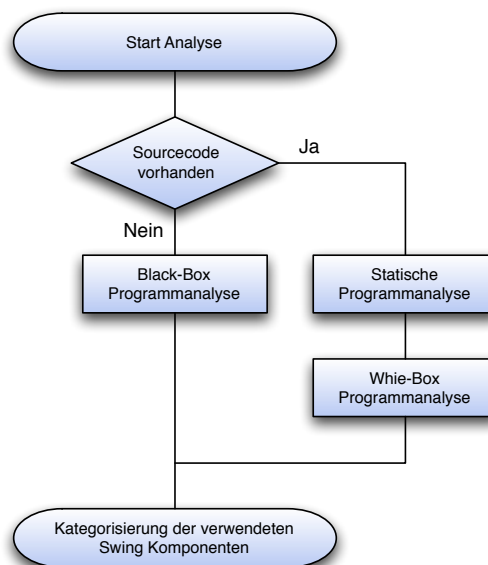 Start Analyse
Sourcecode
vorhanden
Ja
Nein
Black-Box
Programmanalyse
Statische
Programmanalyse
Whie-Box
Programmanalyse
Kategorisierung der verwendeten
Swing Komponenten